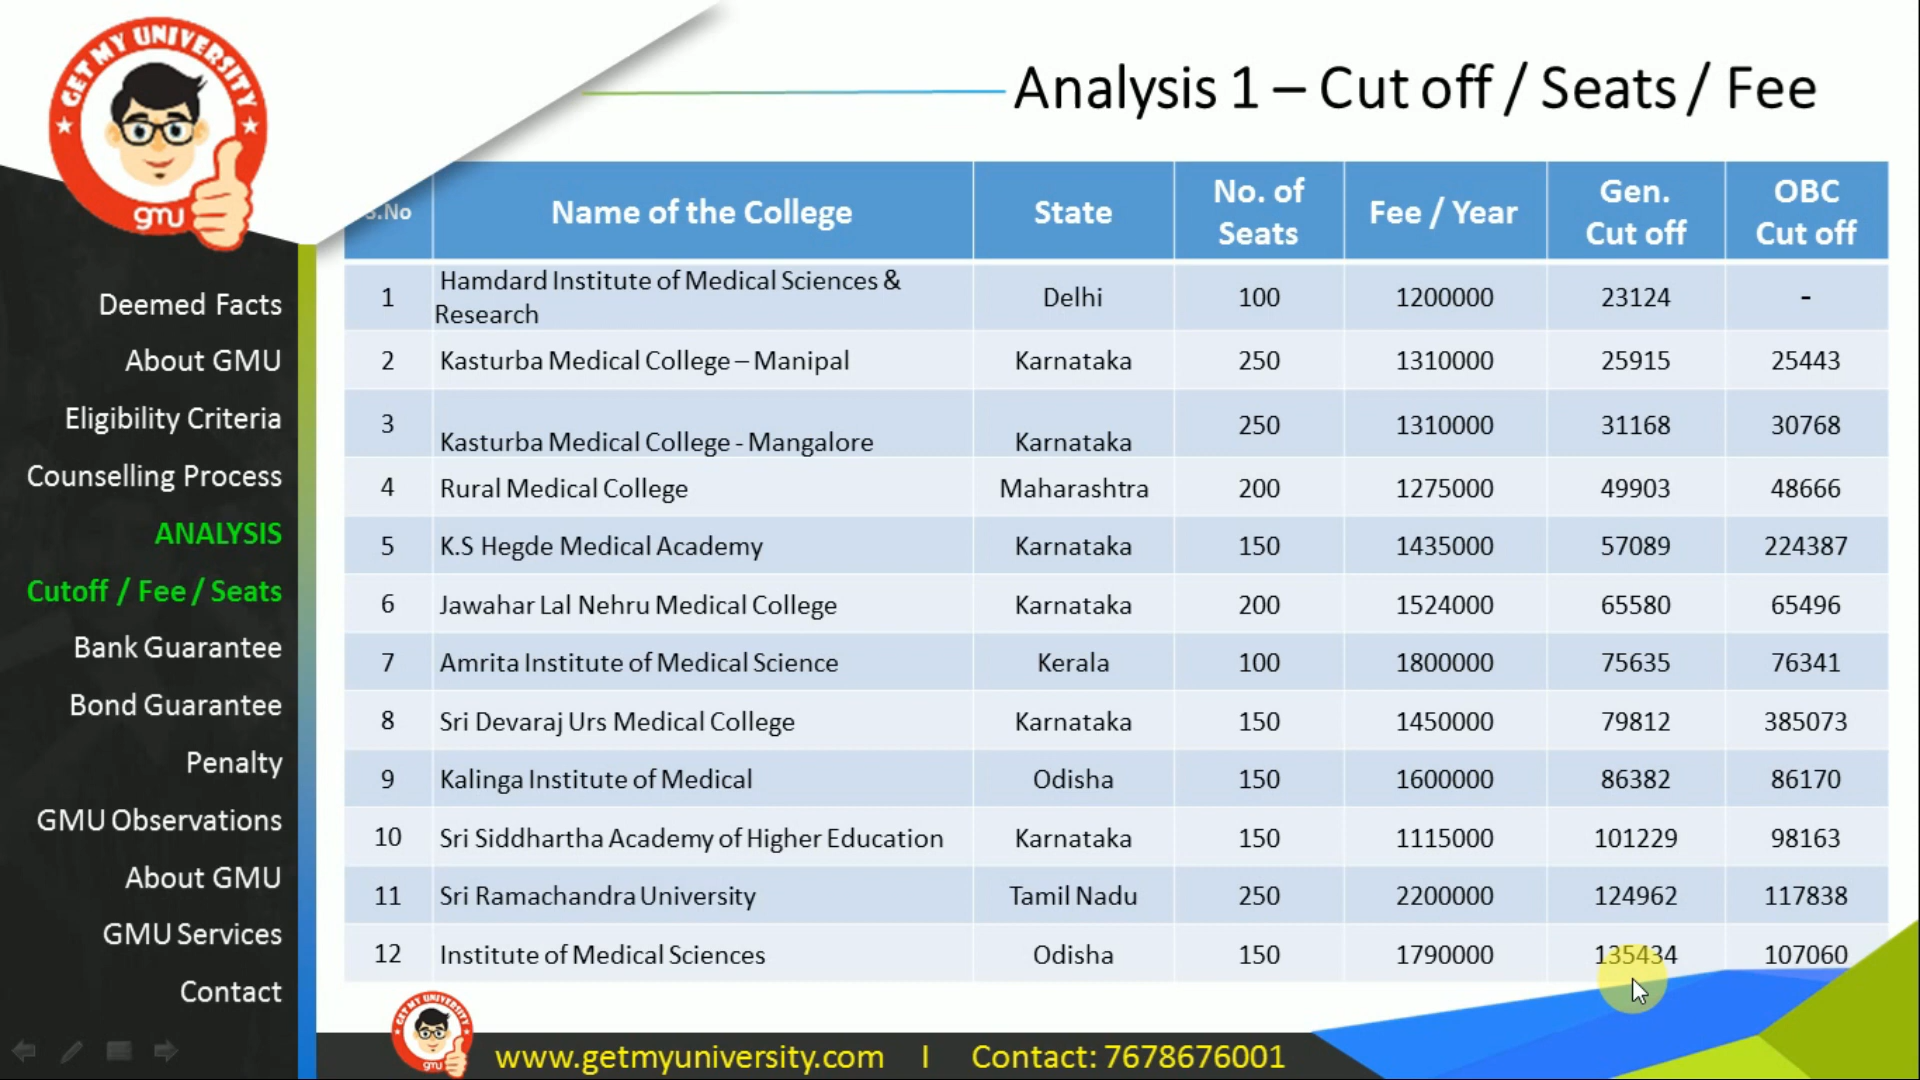 GET MY UNIVERSITY
gmu
Analysis 1 – Cut off / Seats / Fee
S.No Name of the College State No. of Seats Fee / Year Gen. Cut off OBC Cut off
1 Hamdard Institute of Medical Sciences & Research Delhi 100 1200000 23124 -
2 Kasturba Medical College – Manipal Karnataka 250 1310000 25915 25443
3 Kasturba Medical College - Mangalore Karnataka 250 1310000 31168 30768
4 Rural Medical College Maharashtra 200 1275000 49903 48666
5 K.S Hegde Medical Academy Karnataka 150 1435000 57089 224387
6 Jawahar Lal Nehru Medical College Karnataka 200 1524000 65580 65496
7 Amrita Institute of Medical Science Kerala 100 1800000 75635 76341
8 Sri Devaraj Urs Medical College Karnataka 150 1450000 79812 385073
9 Kalinga Institute of Medical Odisha 150 1600000 86382 86170
10 Sri Siddhartha Academy of Higher Education Karnataka 150 1115000 101229 98163
11 Sri Ramachandra University Tamil Nadu 250 2200000 124962 117838
12 Institute of Medical Sciences Odisha 150 1790000 135434 107060
Deemed Facts
About GMU
Eligibility Criteria
Counselling Process
ANALYSIS
Cutoff / Fee / Seats
Bank Guarantee
Bond Guarantee
Penalty
GMU Observations
About GMU
GMU Services
Contact
GET MY UNIVERSITY
gmu
www.getmyuniversity.com I Contact: 7678676001